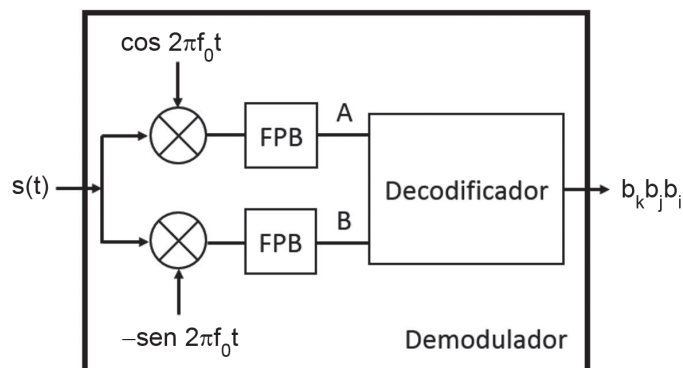 cos 2πf₀t
FPB
A
s(t)
Decodificador
bₖbⱼbᵢ
FPB
B
−sen 2πf₀t
Demodulador